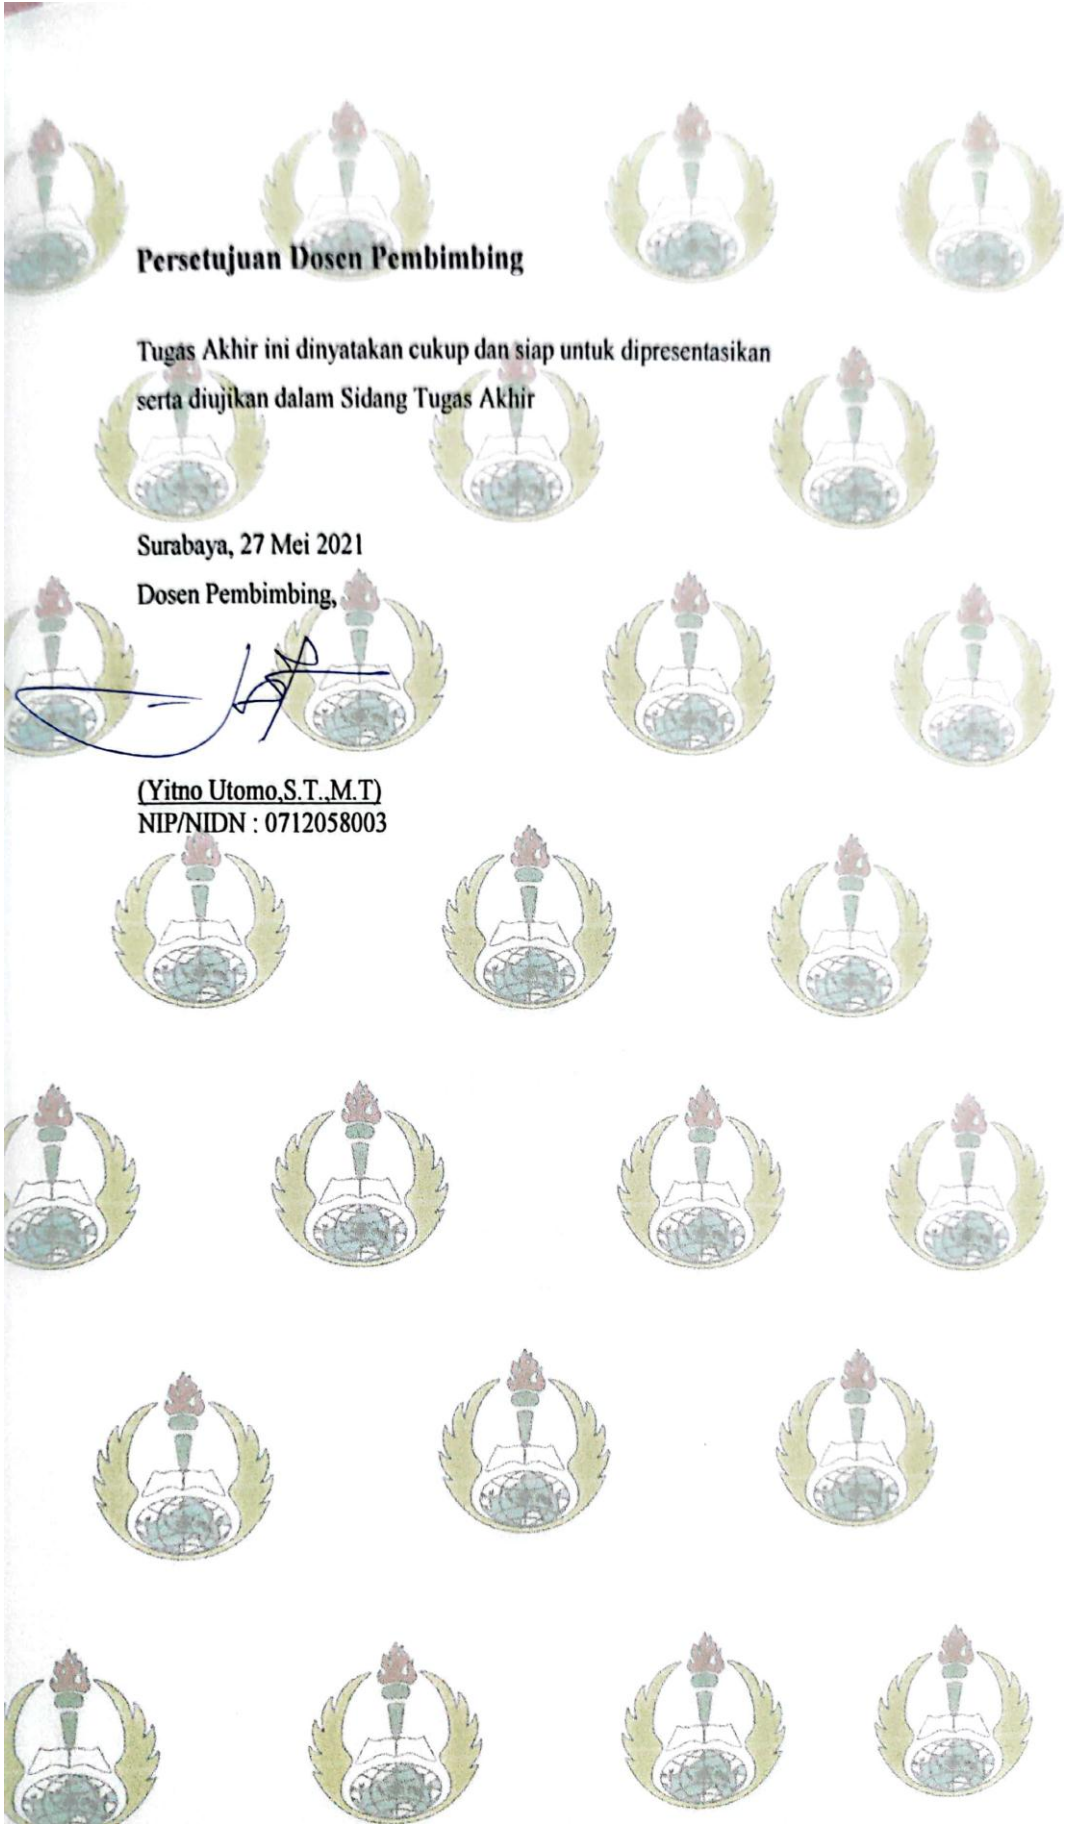 Persetujuan Dosen Pembimbing
Tugas Akhir ini dinyatakan cukup dan siap untuk dipresentasikan
serta diujikan dalam Sidang Tugas Akhir
Surabaya, 27 Mei 2021
Dosen Pembimbing,
(Yitno Utomo,S.T.,M.T)
NIP/NIDN : 0712058003